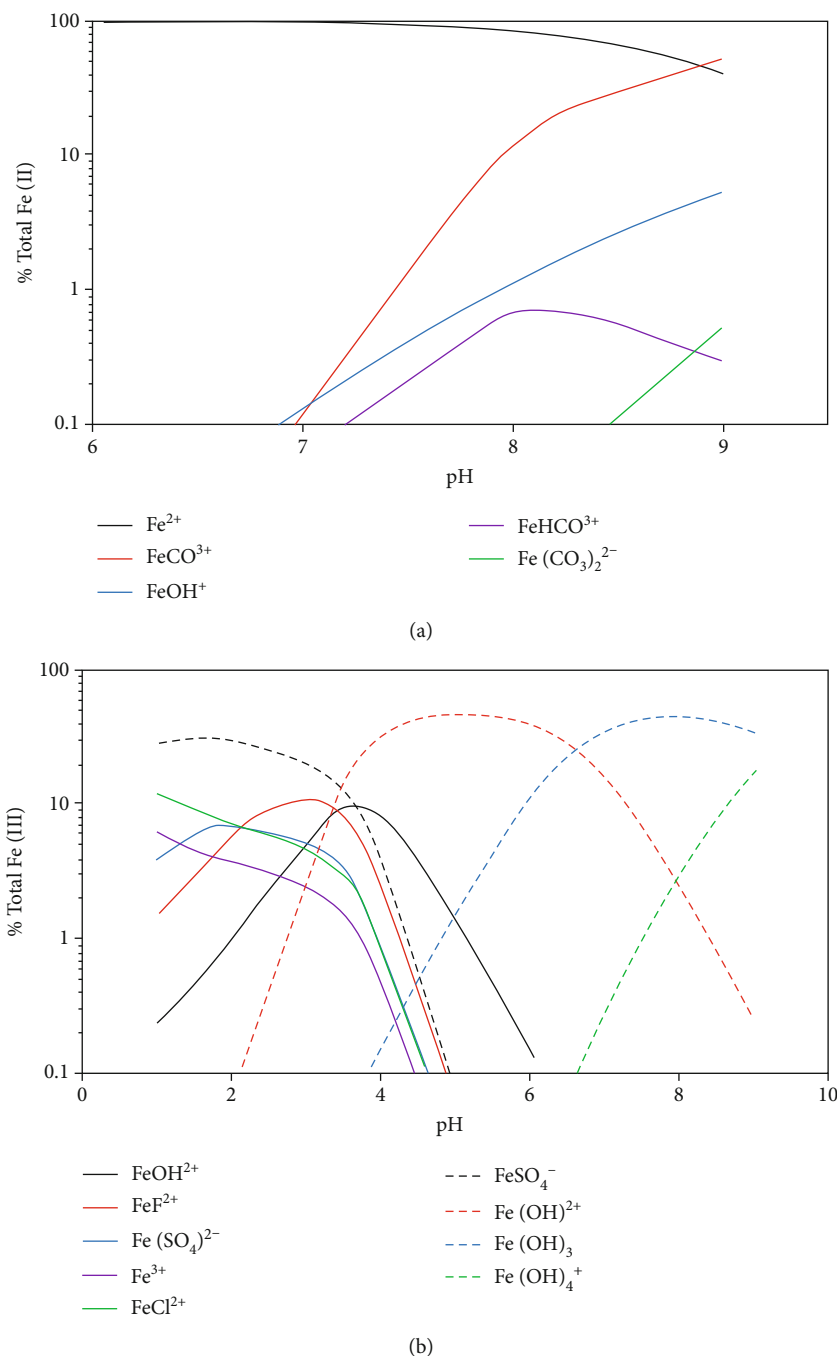 100
10
1
0.1
% Total Fe (II)
6 7 8 9
pH
Fe²⁺
FeCO³⁺
FeOH⁺
FeHCO³⁺
Fe (CO₃)₂²⁻
(a)
100
10
1
0.1
% Total Fe (III)
0 2 4 6 8 10
pH
FeOH²⁺
FeF²⁺
Fe (SO₄)²⁻
Fe³⁺
FeCl²⁺
FeSO₄⁻
Fe (OH)²⁺
Fe (OH)₃
Fe (OH)₄⁺
(b)